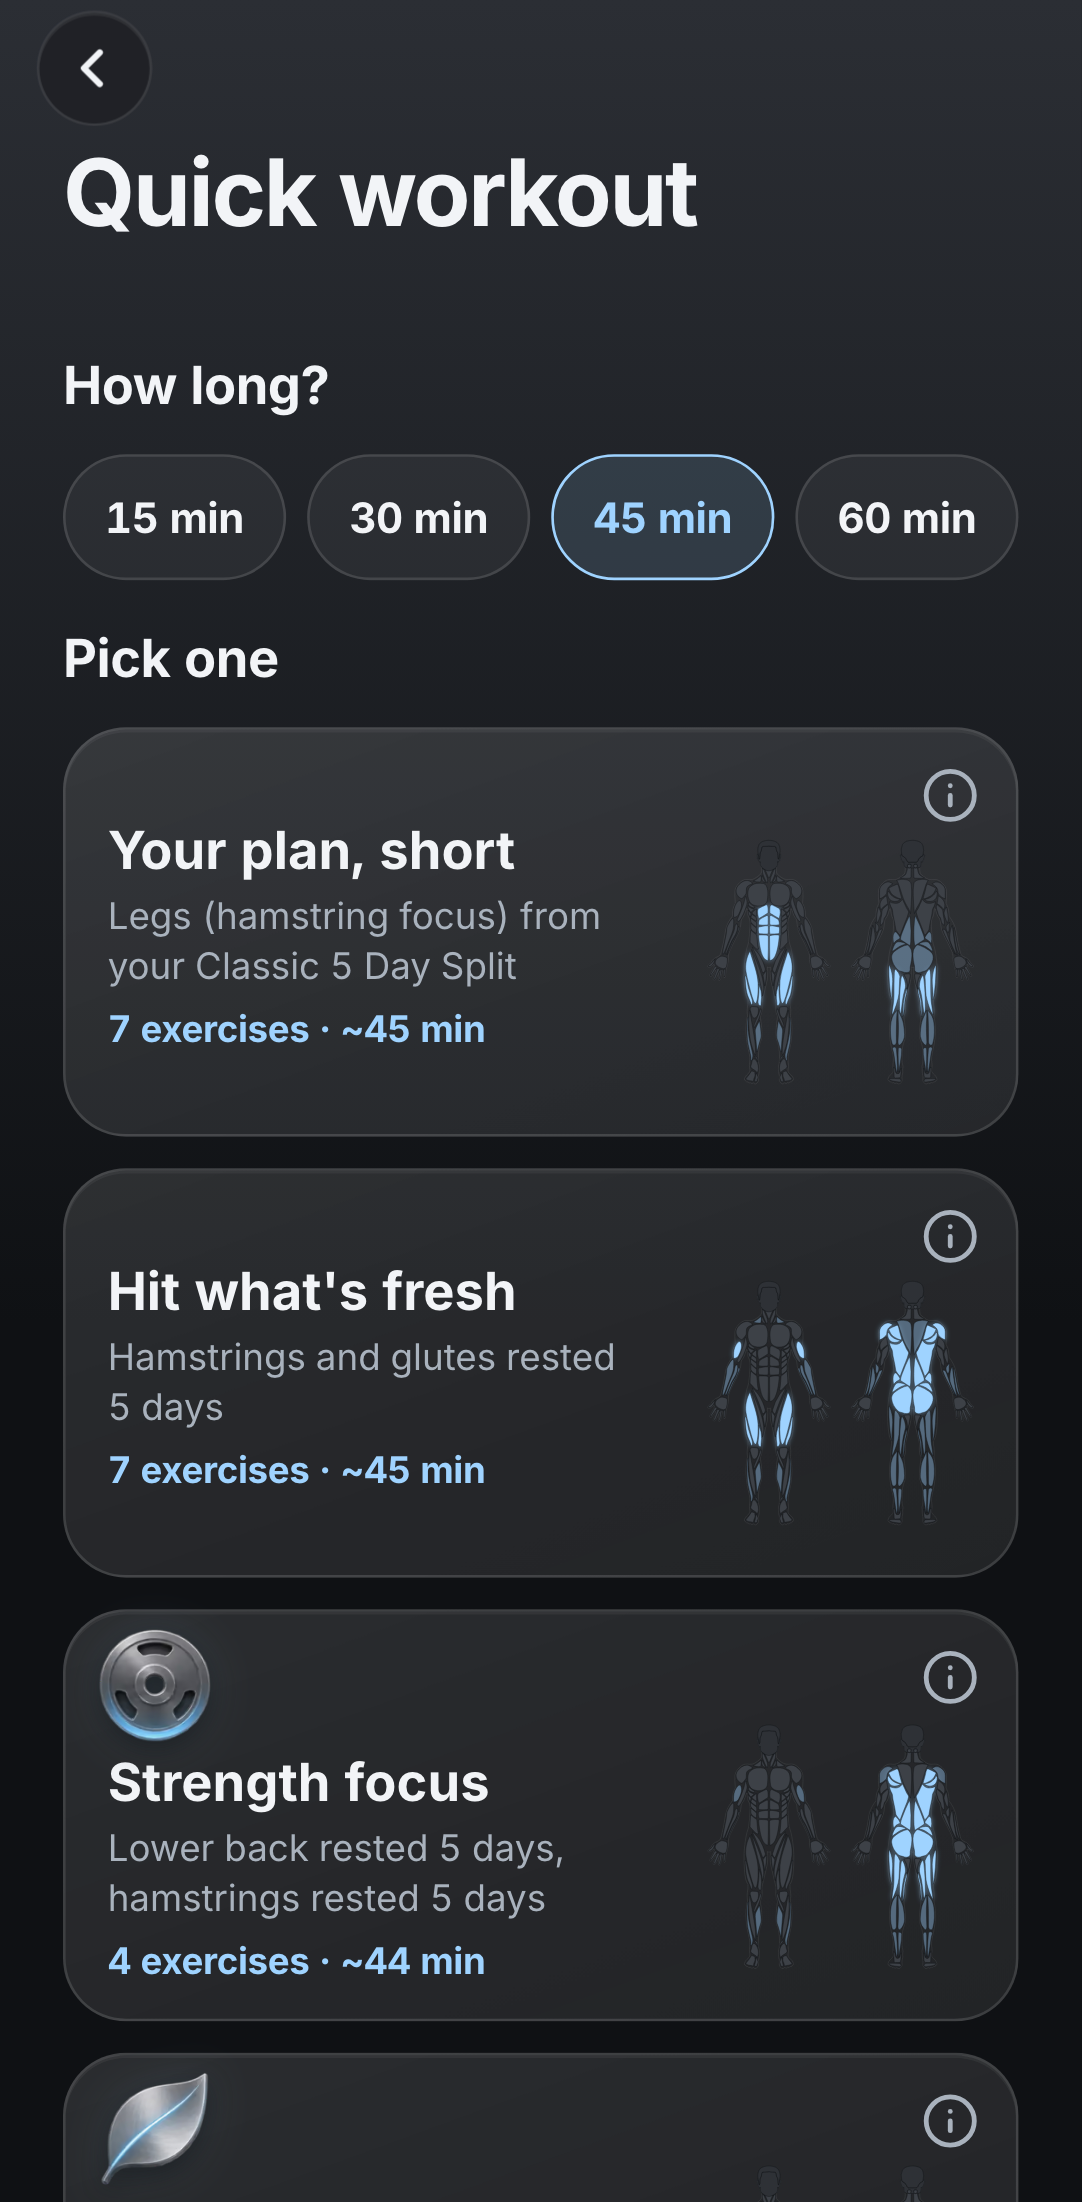 Quick workout
How long?
15 min
30 min
45 min
60 min
Pick one
Your plan, short
Legs (hamstring focus) from
your Classic 5 Day Split
7 exercises · ~45 min
Hit what's fresh
Hamstrings and glutes rested
5 days
7 exercises · ~45 min
Strength focus
Lower back rested 5 days,
hamstrings rested 5 days
4 exercises · ~44 min